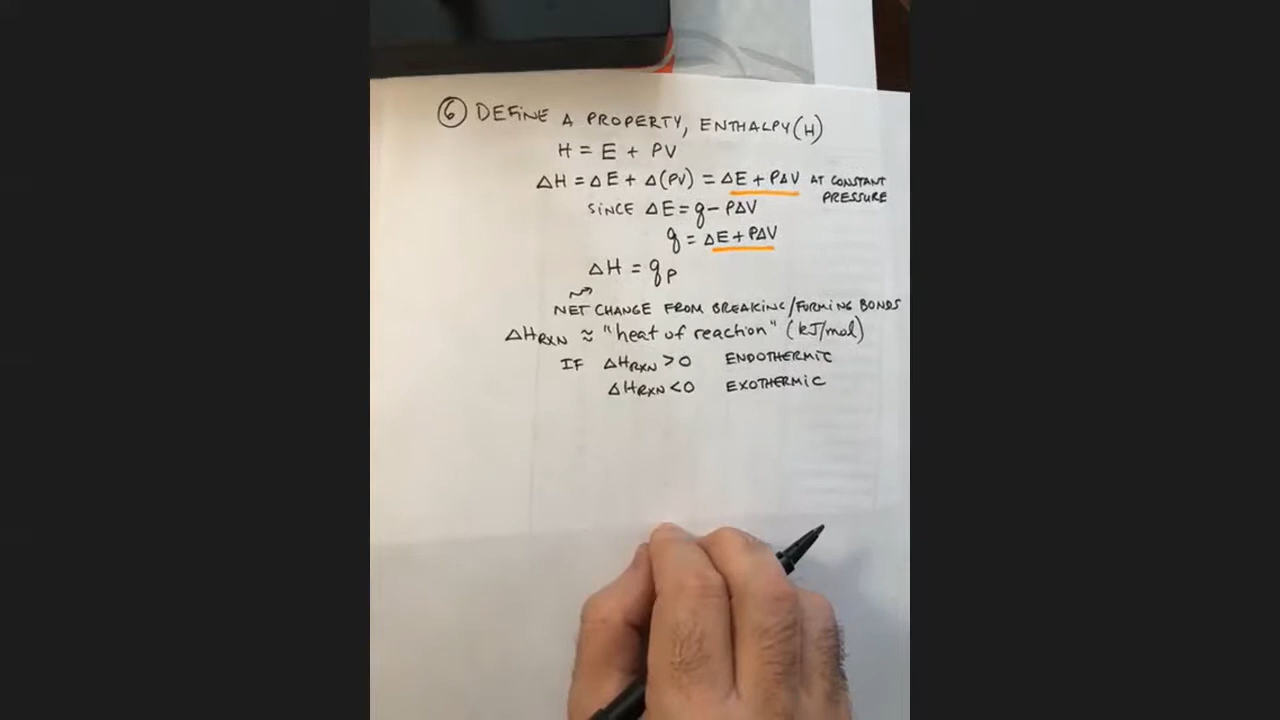 ⑥ DEFINE A PROPERTY, ENTHALPY (H)
H = E + PV
ΔH = ΔE + Δ(PV) = ΔE + PΔV AT CONSTANT PRESSURE
SINCE ΔE = q - PΔV
q = ΔE + PΔV
ΔH = qP
NET CHANGE FROM BREAKING/FORMING BONDS
ΔHRXN ≈ "heat of reaction" (kJ/mol)
IF ΔHRXN > 0 ENDOTHERMIC
ΔHRXN < 0 EXOTHERMIC